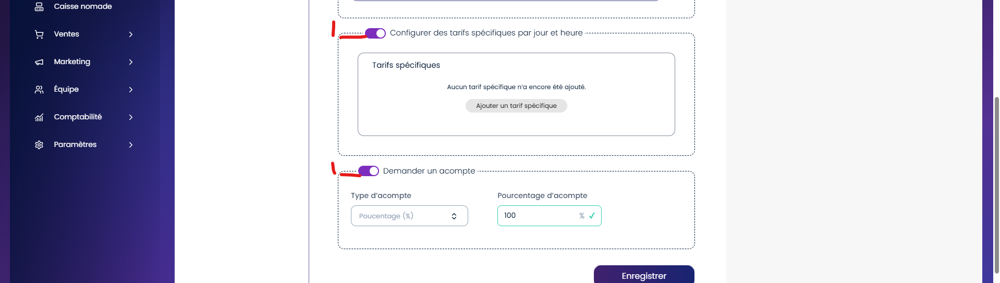 Caisse nomade
Ventes
Marketing
Équipe
Comptabilité
Paramètres
Configurer des tarifs spécifiques par jour et heure
Tarifs spécifiques
Aucun tarif spécifique n'a encore été ajouté.
Ajouter un tarif spécifique
Demander un acompte
Type d'acompte
Pourcentage d'acompte
Poucentage (%)
100 %
Enregistrer